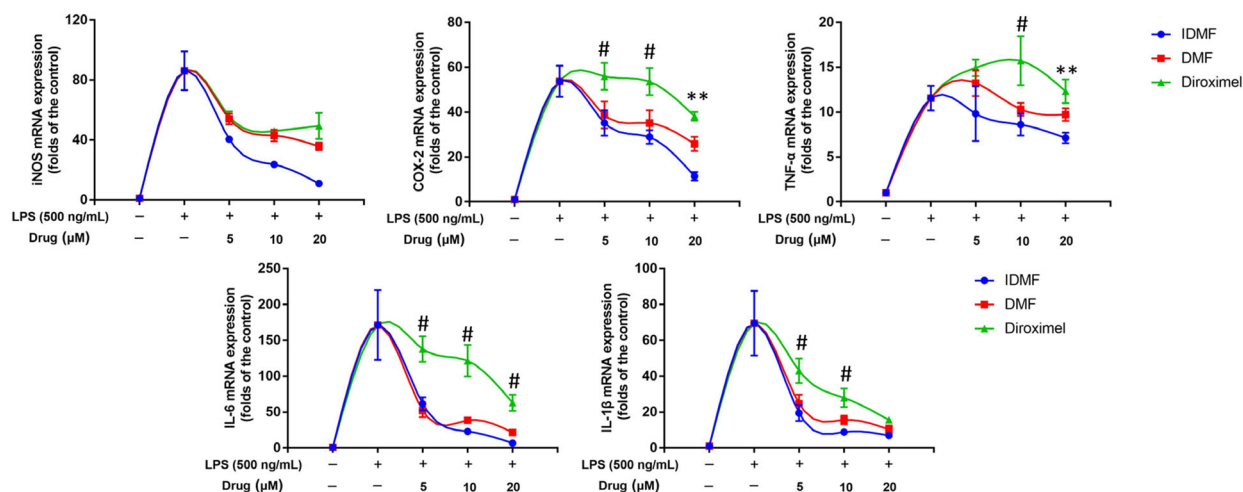 iNOS mRNA expression
(folds of the control)
120
80
40
0
LPS (500 ng/mL) − + + + +
Drug (μM) − − 5 10 20
COX-2 mRNA expression
(folds of the control)
80
60
40
20
0
# # **
LPS (500 ng/mL) − + + + +
Drug (μM) − − 5 10 20
TNF-α mRNA expression
(folds of the control)
20
15
10
5
0
# **
LPS (500 ng/mL) − + + + +
Drug (μM) − − 5 10 20
IDMF
DMF
Diroximel
IL-6 mRNA expression
(folds of the control)
250
200
150
100
50
0
# # #
LPS (500 ng/mL) − + + + +
Drug (μM) − − 5 10 20
IL-1β mRNA expression
(folds of the control)
100
80
60
40
20
0
# #
LPS (500 ng/mL) − + + + +
Drug (μM) − − 5 10 20
IDMF
DMF
Diroximel